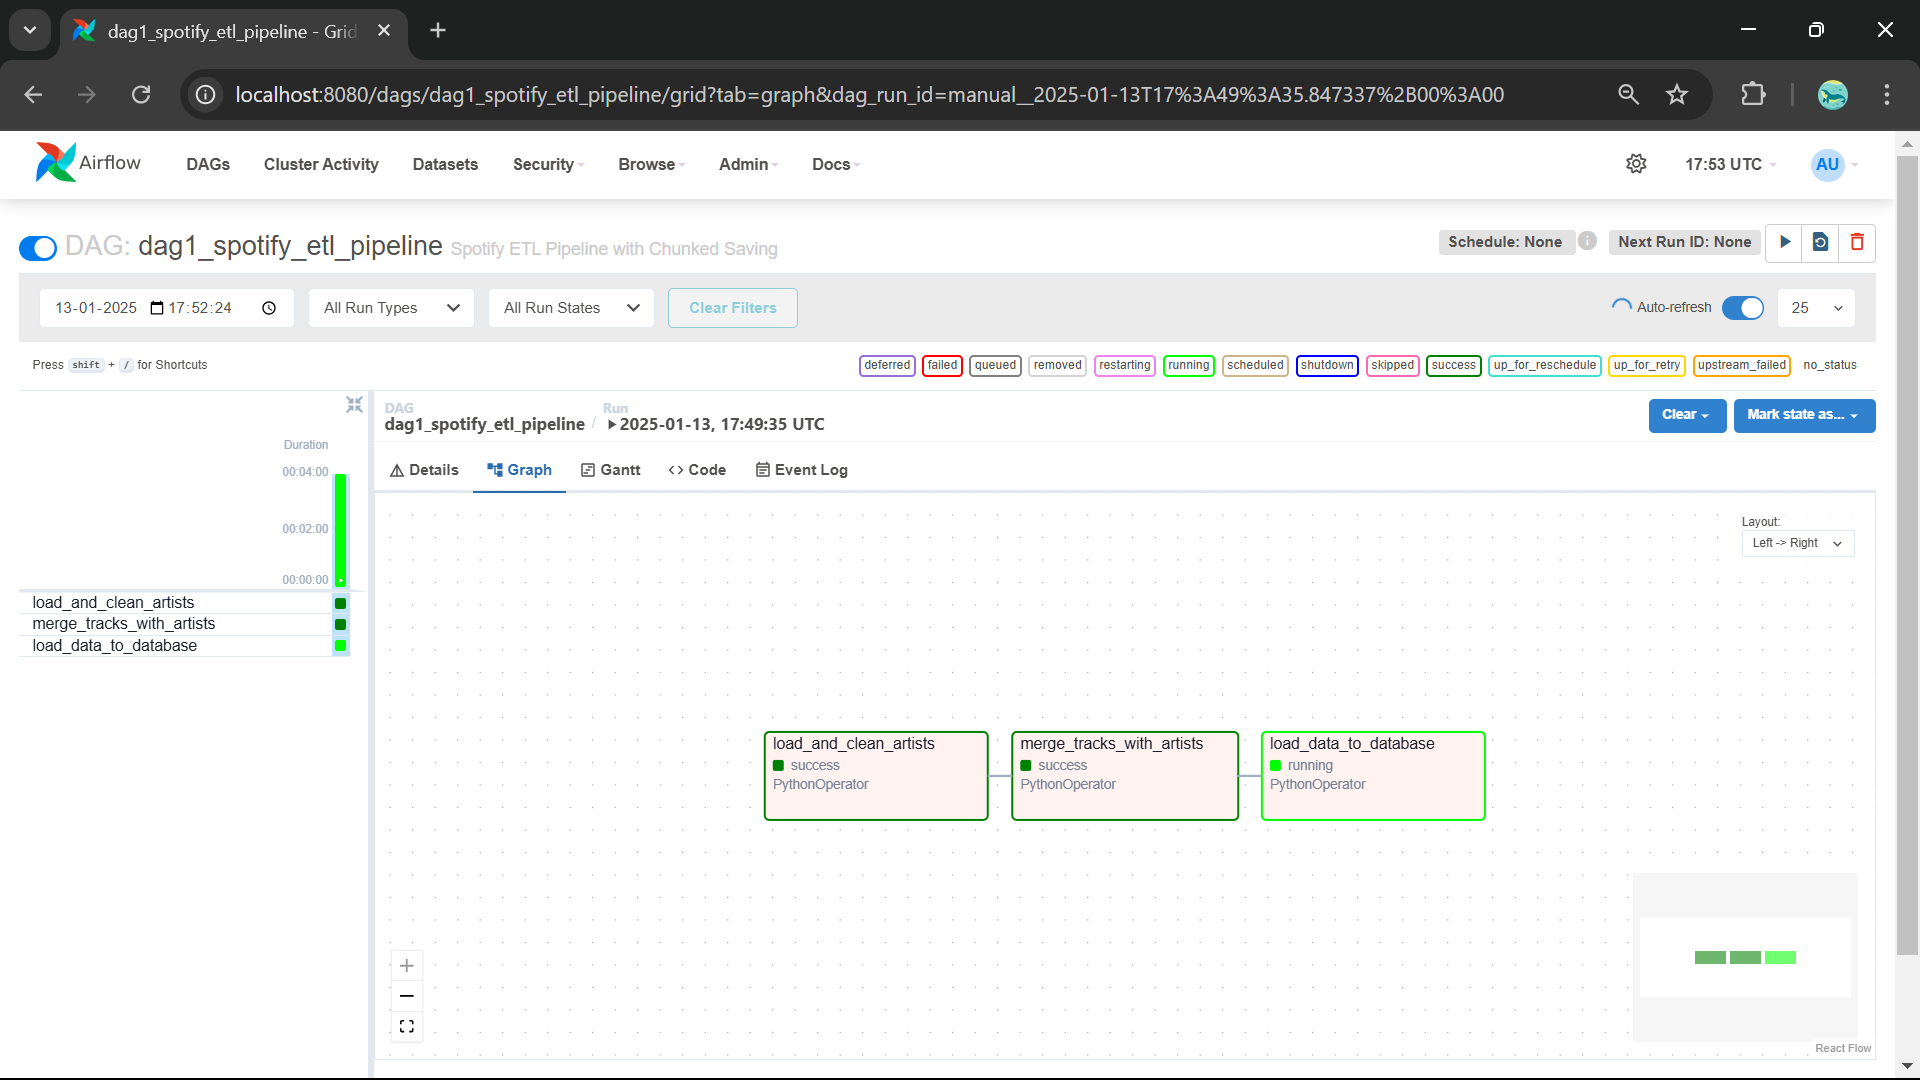 dag1_spotify_etl_pipeline - Grid
localhost:8080/dags/dag1_spotify_etl_pipeline/grid?tab=graph&dag_run_id=manual__2025-01-13T17%3A49%3A35.847337%2B00%3A00
Airflow DAGs Cluster Activity Datasets Security Browse Admin Docs 17:53 UTC AU
DAG: dag1_spotify_etl_pipeline Spotify ETL Pipeline with Chunked Saving Schedule: None Next Run ID: None
13-01-2025 17:52:24 All Run Types All Run States Clear Filters Auto-refresh 25
Press shift + / for Shortcuts deferred failed queued removed restarting running scheduled shutdown skipped success up_for_reschedule up_for_retry upstream_failed no_status
DAG Run
dag1_spotify_etl_pipeline / 2025-01-13, 17:49:35 UTC Clear Mark state as...
Duration
00:04:00
00:02:00
00:00:00
load_and_clean_artists
merge_tracks_with_artists
load_data_to_database
Details Graph Gantt Code Event Log
Layout:
Left -> Right
load_and_clean_artists
success
PythonOperator
merge_tracks_with_artists
success
PythonOperator
load_data_to_database
running
PythonOperator
React Flow